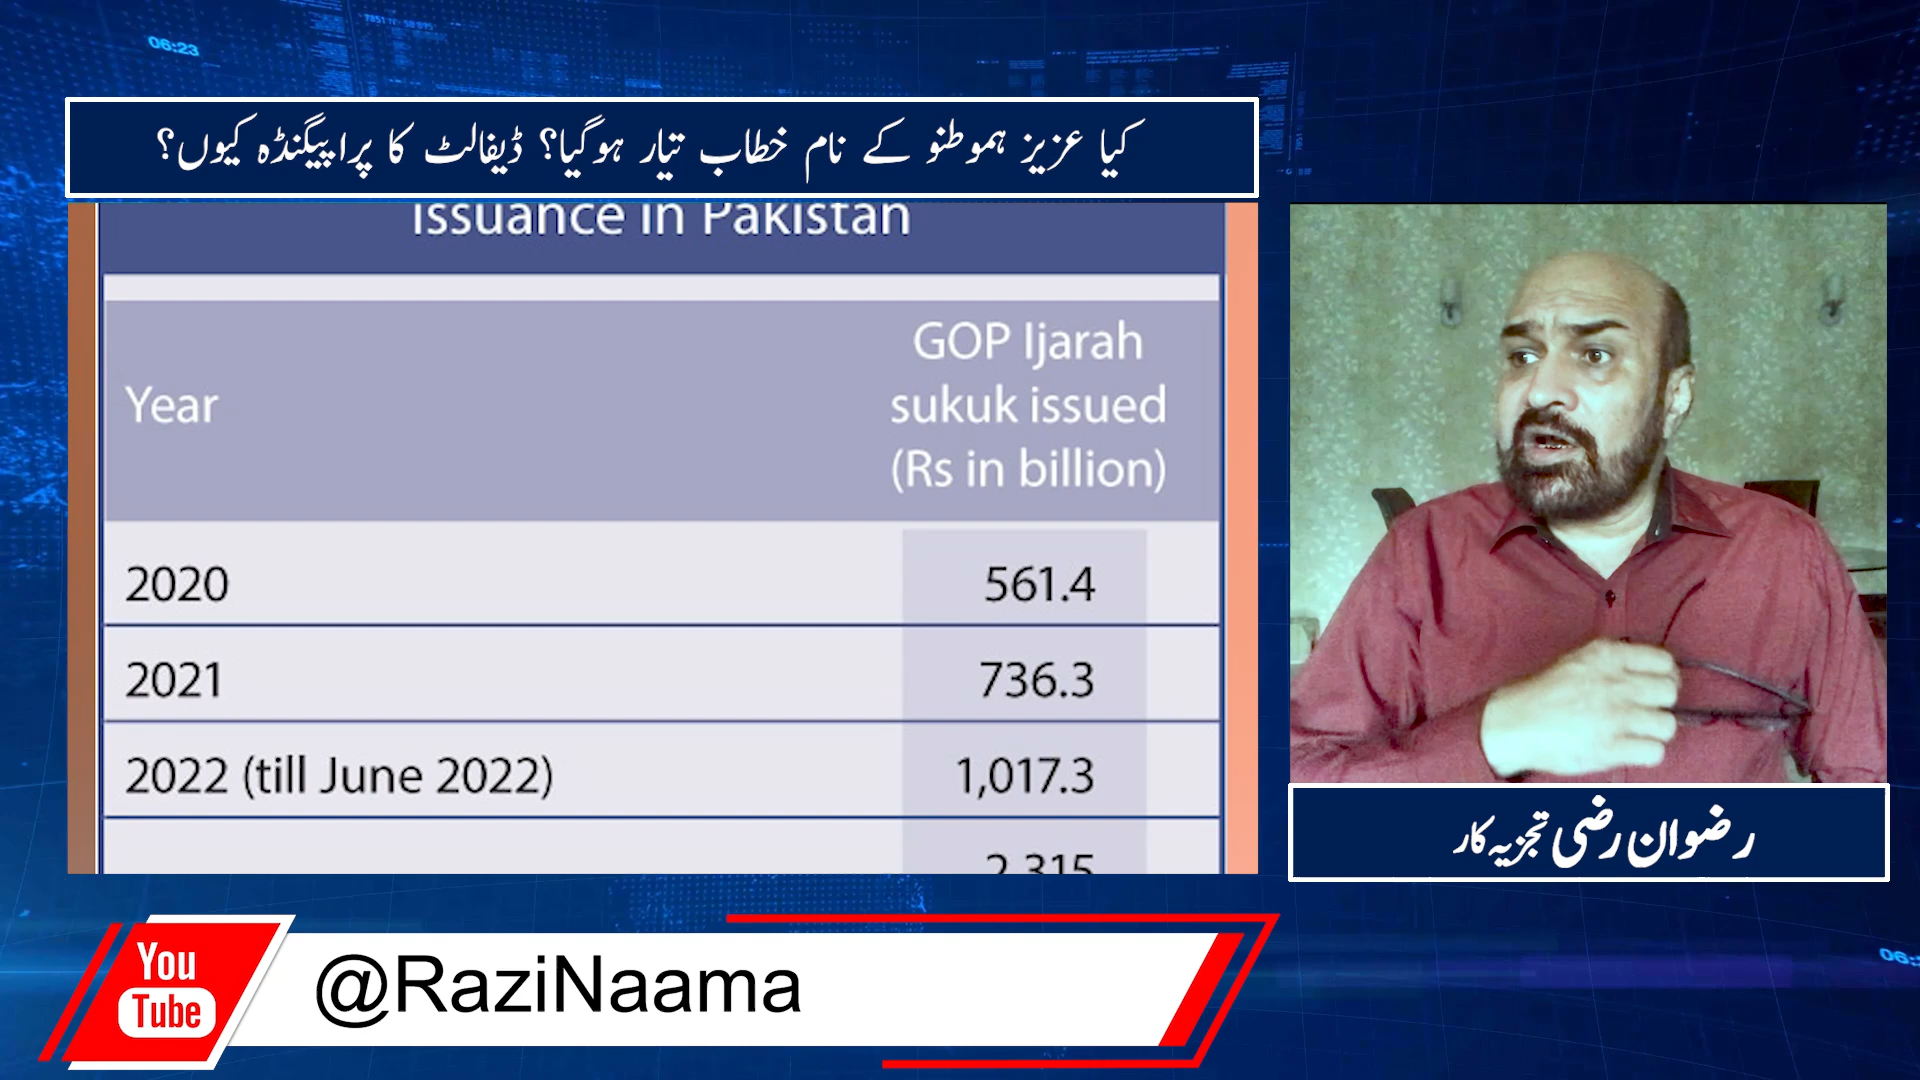 06:23
کیا عزیز ہموطنو کے نام خطاب تیار ہوگیا؟ ڈیفالٹ کا پراپیگنڈہ کیوں؟
issuance in Pakistan
Year
GOP Ijarah
sukuk issued
(Rs in billion)
2020 561.4
2021 736.3
2022 (till June 2022) 1,017.3
2,315
رضوان رضی تجزیہ کار
You
Tube
@RaziNaama